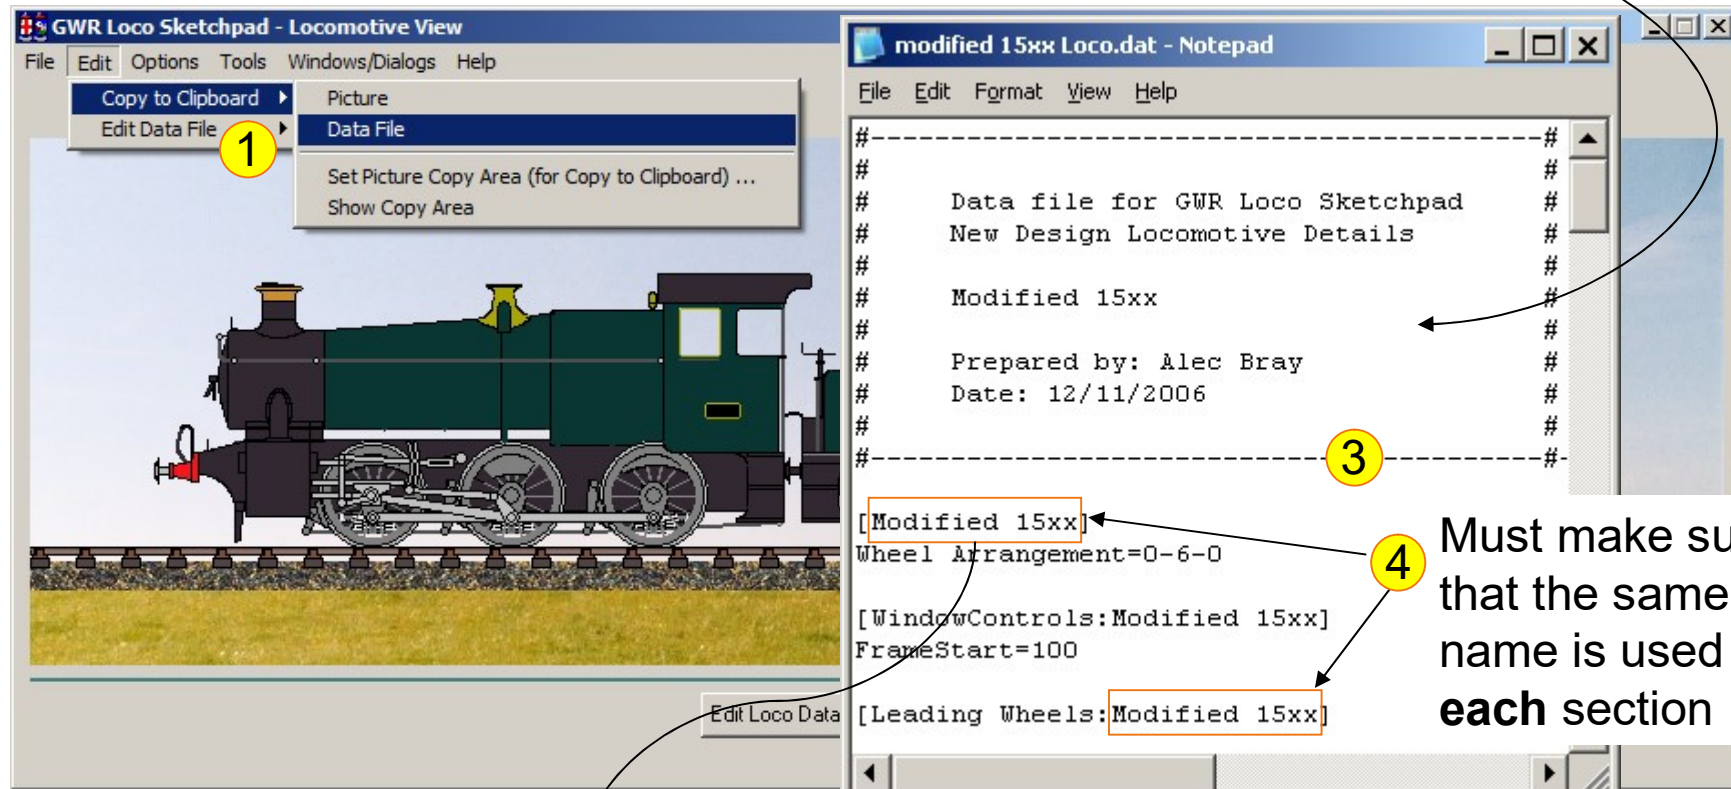 GWR Loco Sketchpad - Locomotive View
File Edit Options Tools Windows/Dialogs Help
Copy to Clipboard
Edit Data File
1
Picture
Data File
Set Picture Copy Area (for Copy to Clipboard) ...
Show Copy Area
Edit Loco Data
modified 15xx Loco.dat - Notepad
File Edit Format View Help
#------------------------------------------#
# #
# Data file for GWR Loco Sketchpad #
# New Design Locomotive Details #
# #
# Modified 15xx #
# #
# Prepared by: Alec Bray #
# Date: 12/11/2006 #
# #
#------------------------------------------#-
3
[Modified 15xx]
Wheel Arrangement=0-6-0
[WindowControls:Modified 15xx]
FrameStart=100
[Leading Wheels:Modified 15xx]
4
Must make su
that the same
name is used
each section